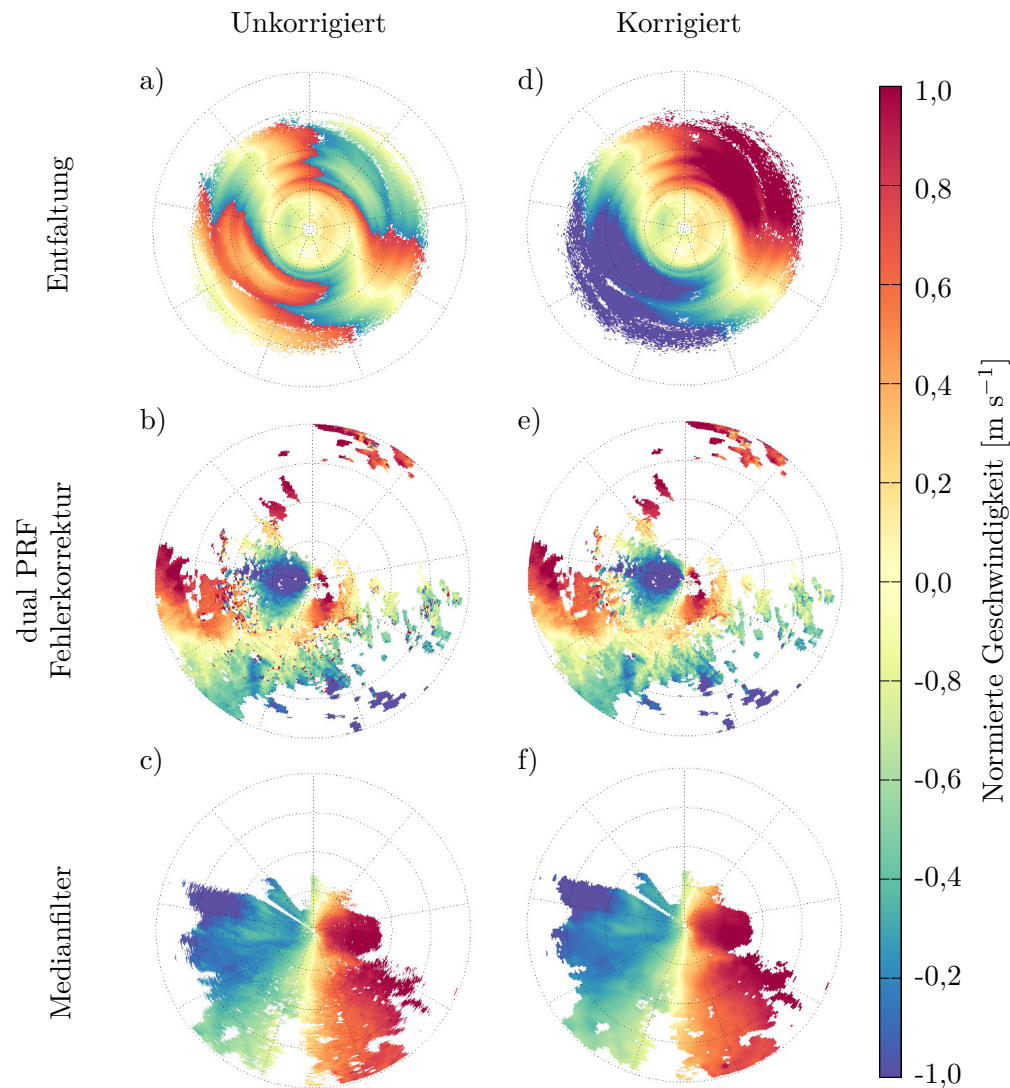 Unkorrigiert
Korrigiert
a)
d)
Entfaltung
b)
e)
dual PRF
Fehlerkorrektur
c)
f)
Medianfilter
1,0
0,8
0,6
0,4
0,2
0,0
-0,8
-0,6
-0,4
-0,2
-1,0
Normierte Geschwindigkeit [m s⁻¹]